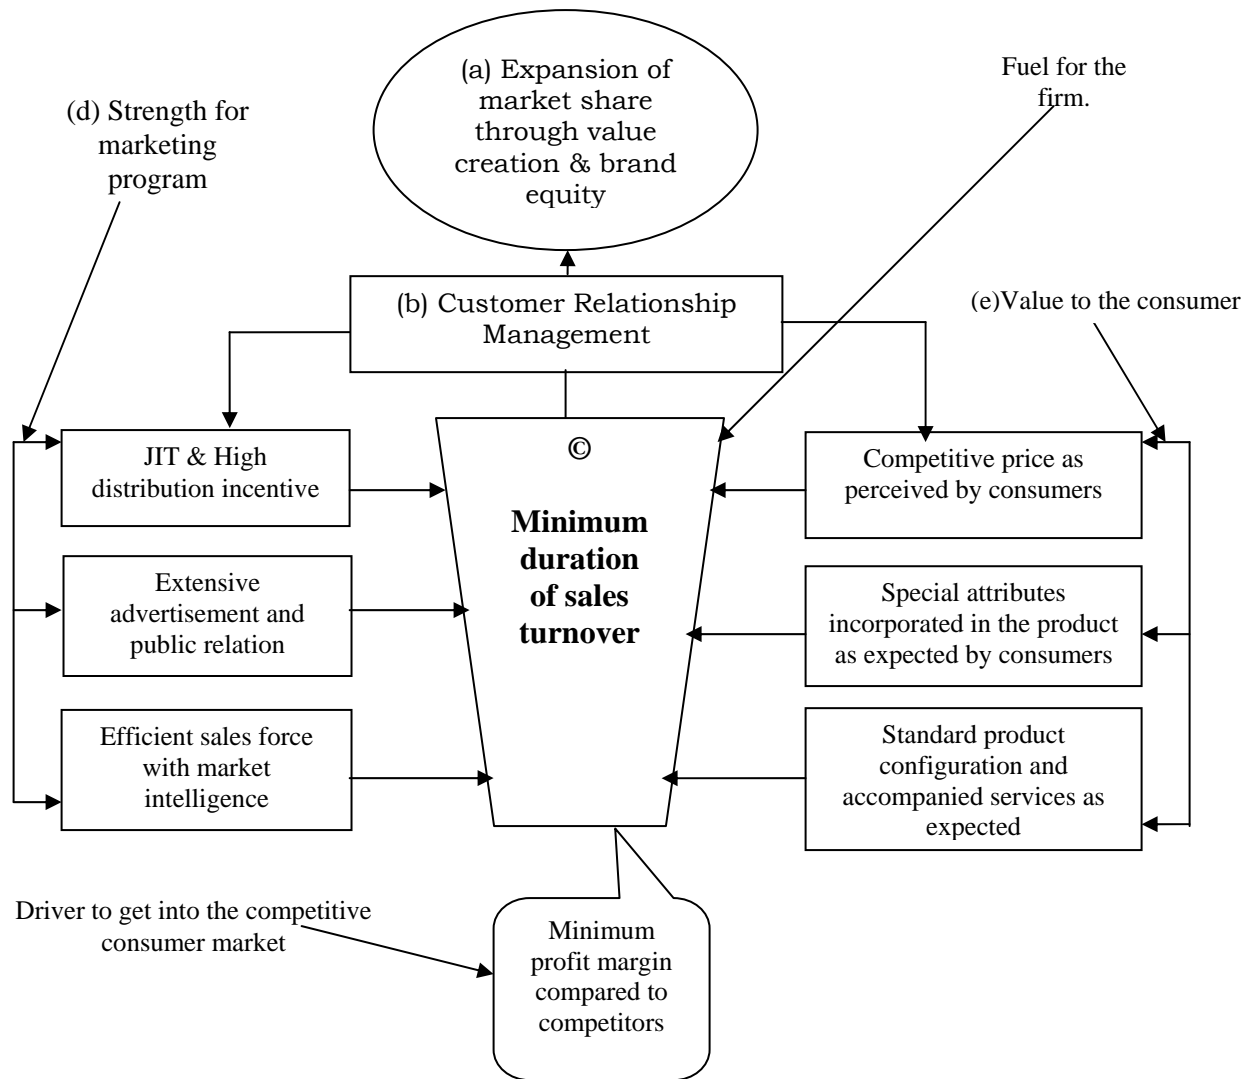 (a) Expansion of
market share
through value
creation & brand
equity
Fuel for the
firm.
(d) Strength for
marketing
program
(b) Customer Relationship
Management
(e)Value to the consumer
©
Minimum
duration
of sales
turnover
JIT & High
distribution incentive
Extensive
advertisement and
public relation
Efficient sales force
with market
intelligence
Competitive price as
perceived by consumers
Special attributes
incorporated in the product
as expected by consumers
Standard product
configuration and
accompanied services as
expected
Driver to get into the competitive
consumer market
Minimum
profit margin
compared to
competitors